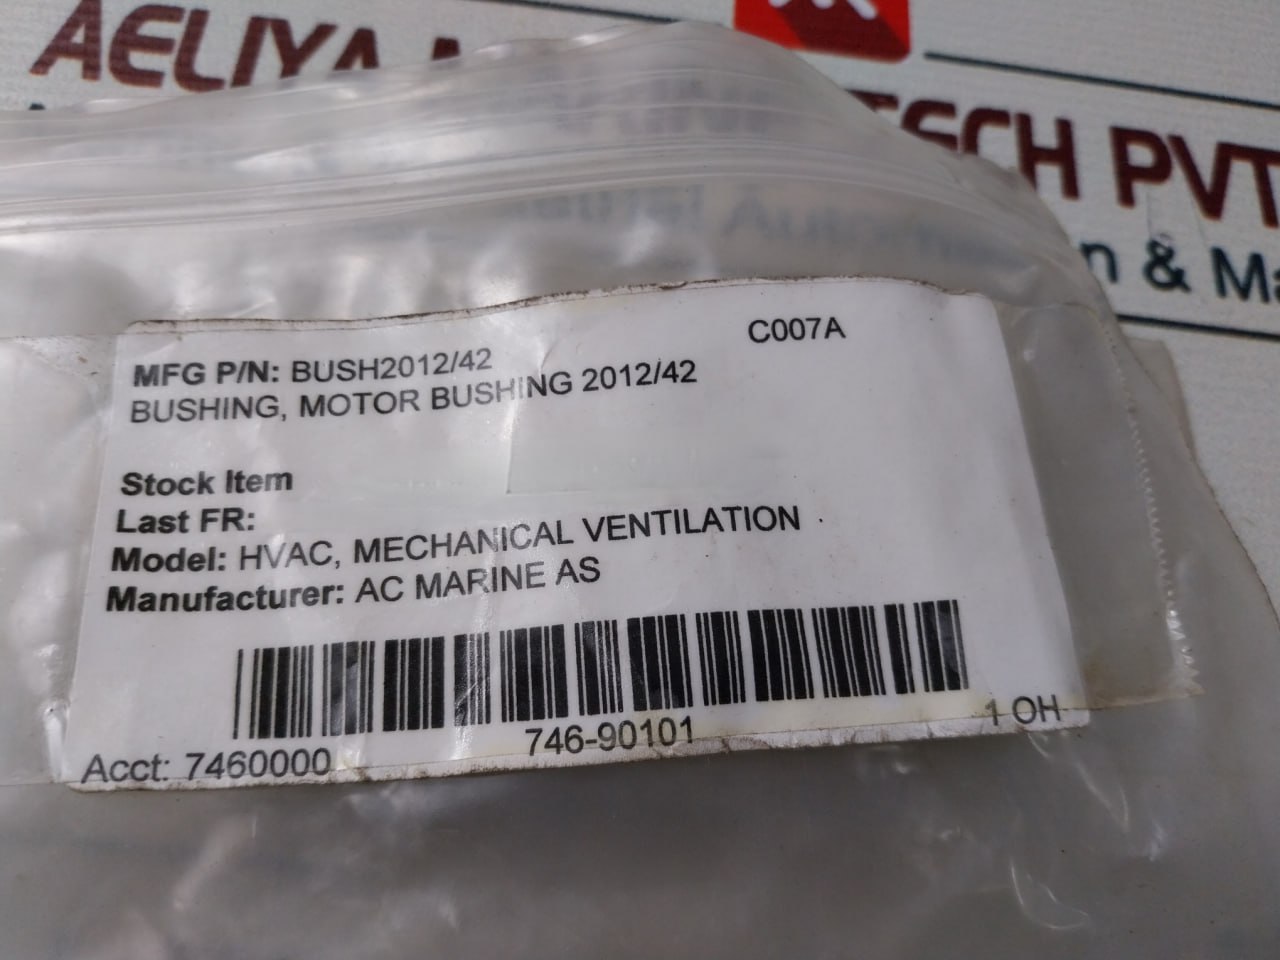 AELIYA
TECH PVT
n & Ma
C007A
MFG P/N: BUSH2012/42
BUSHING, MOTOR BUSHING 2012/42
Stock Item
Last FR:
Model: HVAC, MECHANICAL VENTILATION
Manufacturer: AC MARINE AS
746-90101
1 OH
Acct: 7460000